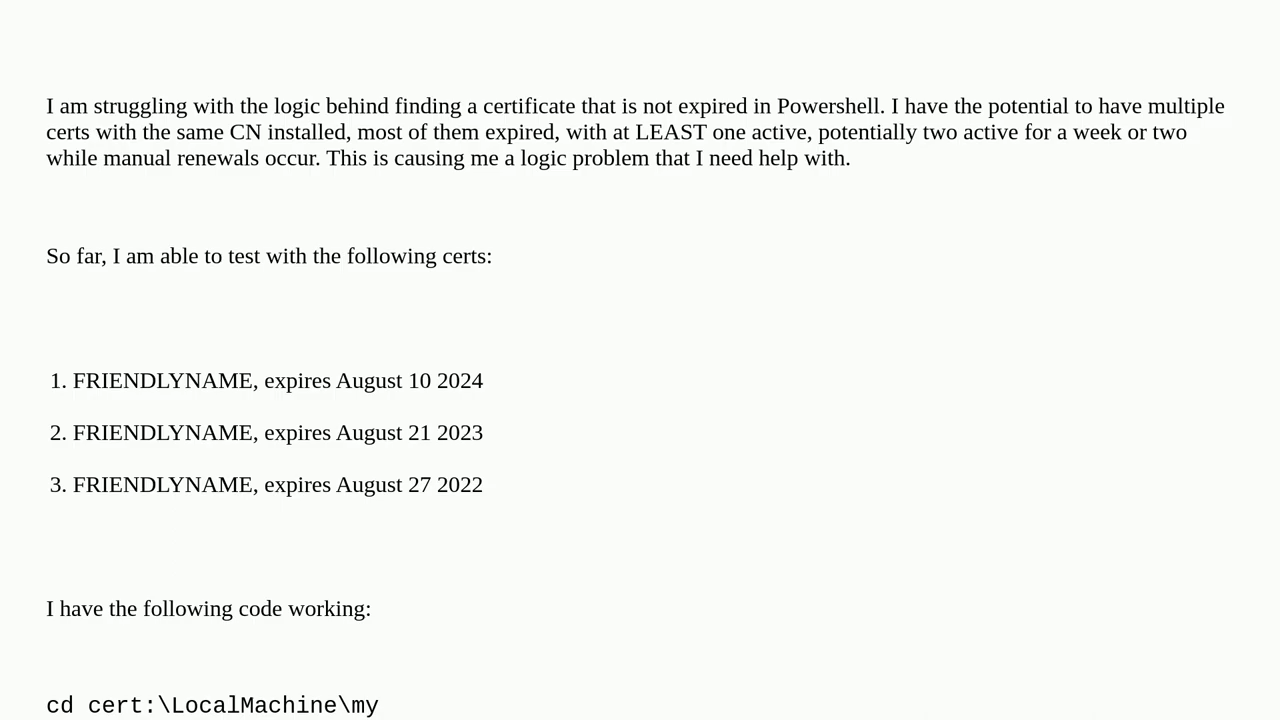 I am struggling with the logic behind finding a certificate that is not expired in Powershell. I have the potential to have multiple
certs with the same CN installed, most of them expired, with at LEAST one active, potentially two active for a week or two
while manual renewals occur. This is causing me a logic problem that I need help with.
So far, I am able to test with the following certs:
1. FRIENDLYNAME, expires August 10 2024
2. FRIENDLYNAME, expires August 21 2023
3. FRIENDLYNAME, expires August 27 2022
I have the following code working:
cd cert:\LocalMachine\my